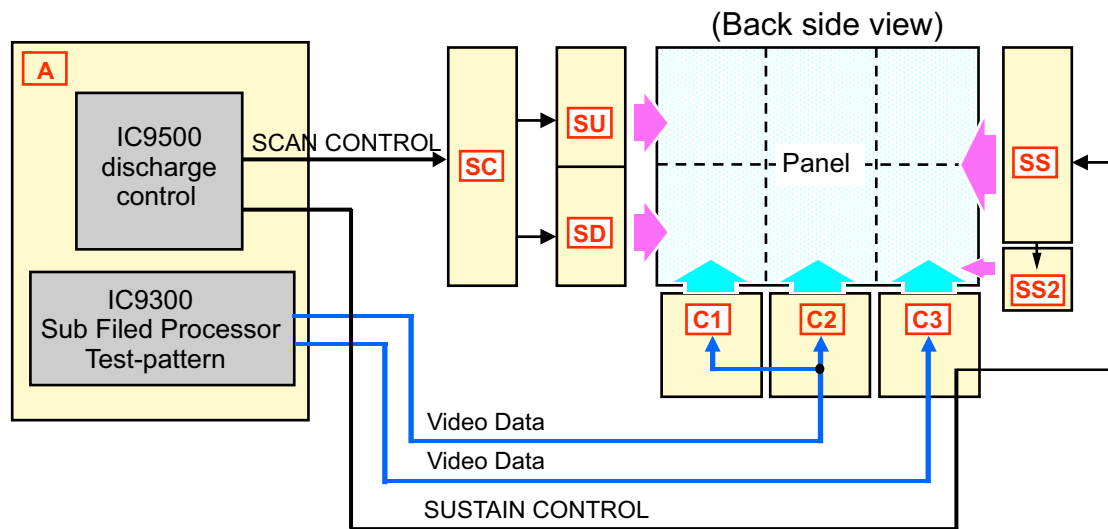 (Back side view)
A
IC9500
discharge
control
SCAN CONTROL
SC
SU
SD
Panel
SS
SS2
IC9300
Sub Filed Processor
Test-pattern
C1
C2
C3
Video Data
Video Data
SUSTAIN CONTROL